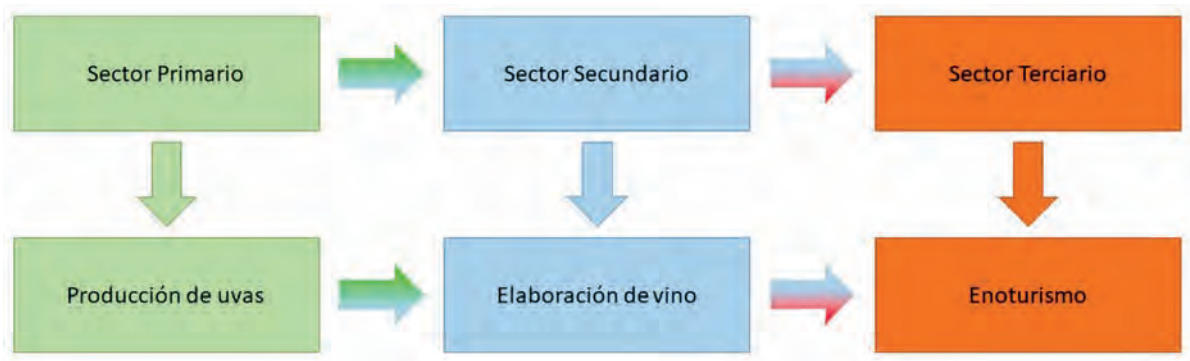 Sector Primario
Sector Secundario
Sector Terciario
Producción de uvas
Elaboración de vino
Enoturismo